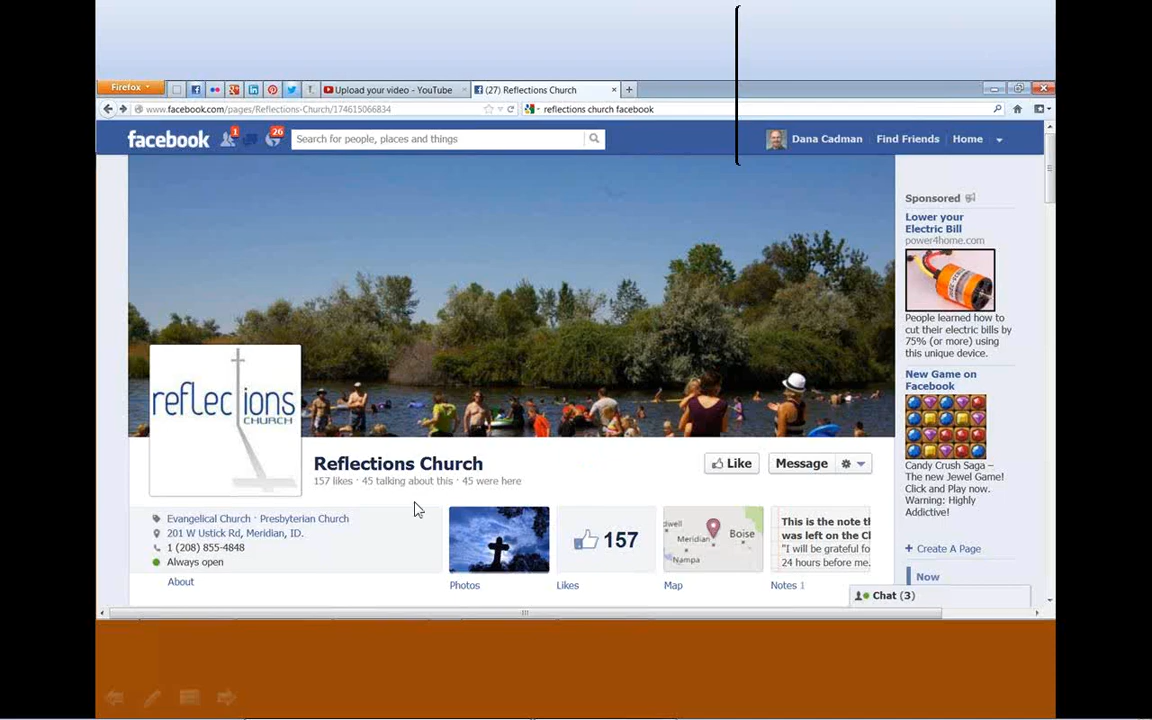 Firefox
Upload your video - YouTube
(27) Reflections Church
www.facebook.com/pages/Reflections-Church/174615066834
reflections church facebook
facebook
1
26
Search for people, places and things
Dana Cadman
Find Friends
Home
Sponsored
Lower your
Electric Bill
power4home.com
People learned how to
cut their electric bills by
75% (or more) using
this unique device.
New Game on
Facebook
Candy Crush Saga –
The new Jewel Game!
Click and Play now.
Warning: Highly
Addictive!
Create A Page
Now
Chat (3)
reflections
CHURCH
Reflections Church
157 likes · 45 talking about this · 45 were here
Like
Message
Evangelical Church · Presbyterian Church
201 W Ustick Rd, Meridian, ID.
1 (208) 855-4848
Always open
About
Photos
157
Likes
dwell
Meridian
Boise
Nampa
Map
This is the note th
was left on the Cl
"I will be grateful fo
24 hours before me.
Notes 1